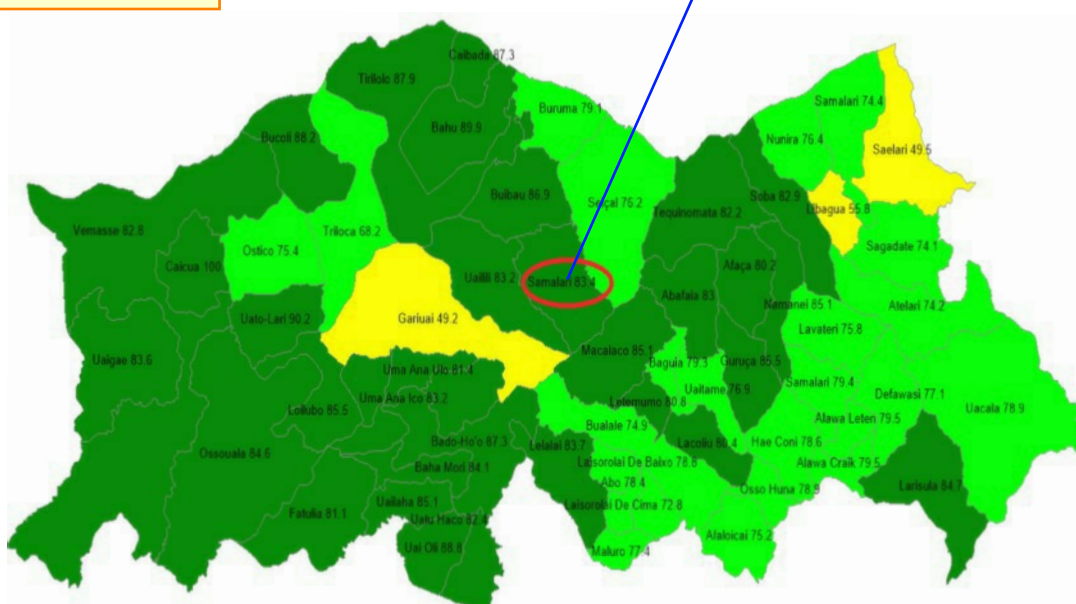 Caibada 87.3
Tirilolo 87.9
Samalari 74.4
Buruma 79.1
Bahu 89.9
Bucoli 88.2
Nunira 76.4
Saelari 49.5
Buibau 86.9
Seiçal 76.2
Soba 82.9
Libagua 55.8
Tequinomata 82.2
Vemasse 82.8
Triloca 68.2
Ostico 75.4
Sagadate 74.1
Caicua 100
Afaça 80.2
Uailili 83.2
Samalari 83.4
Abafala 83
Namanei 85.1
Atelari 74.2
Uato-Lari 90.2
Gariuai 49.2
Lavateri 75.8
Macalaco 85.1
Uaigae 83.6
Baguia 79.3
Guruça 85.5
Uma Ana Ulo 81.4
Samalari 79.4
Uaitame 76.9
Defawasi 77.1
Uma Ana Ico 83.2
Letemumo 80.8
Uacala 78.9
Loilubo 85.5
Alawa Leten 79.5
Bualale 74.9
Bado-Ho'o 87.3
Lelalai 83.7
Lacoliu 80.4
Hae Coni 78.6
Ossouala 84.6
Laisorolai De Baixo 78.8
Alawa Craik 79.5
Baha Mori 84.1
Abo 78.4
Larisula 84.7
Osso Huna 78.9
Uailaha 85.1
Laisorolai De Cima 72.8
Fatulia 81.1
Uatu Haco 82.4
Afaloicai 75.2
Uai Oli 88.8
Maluro 77.4